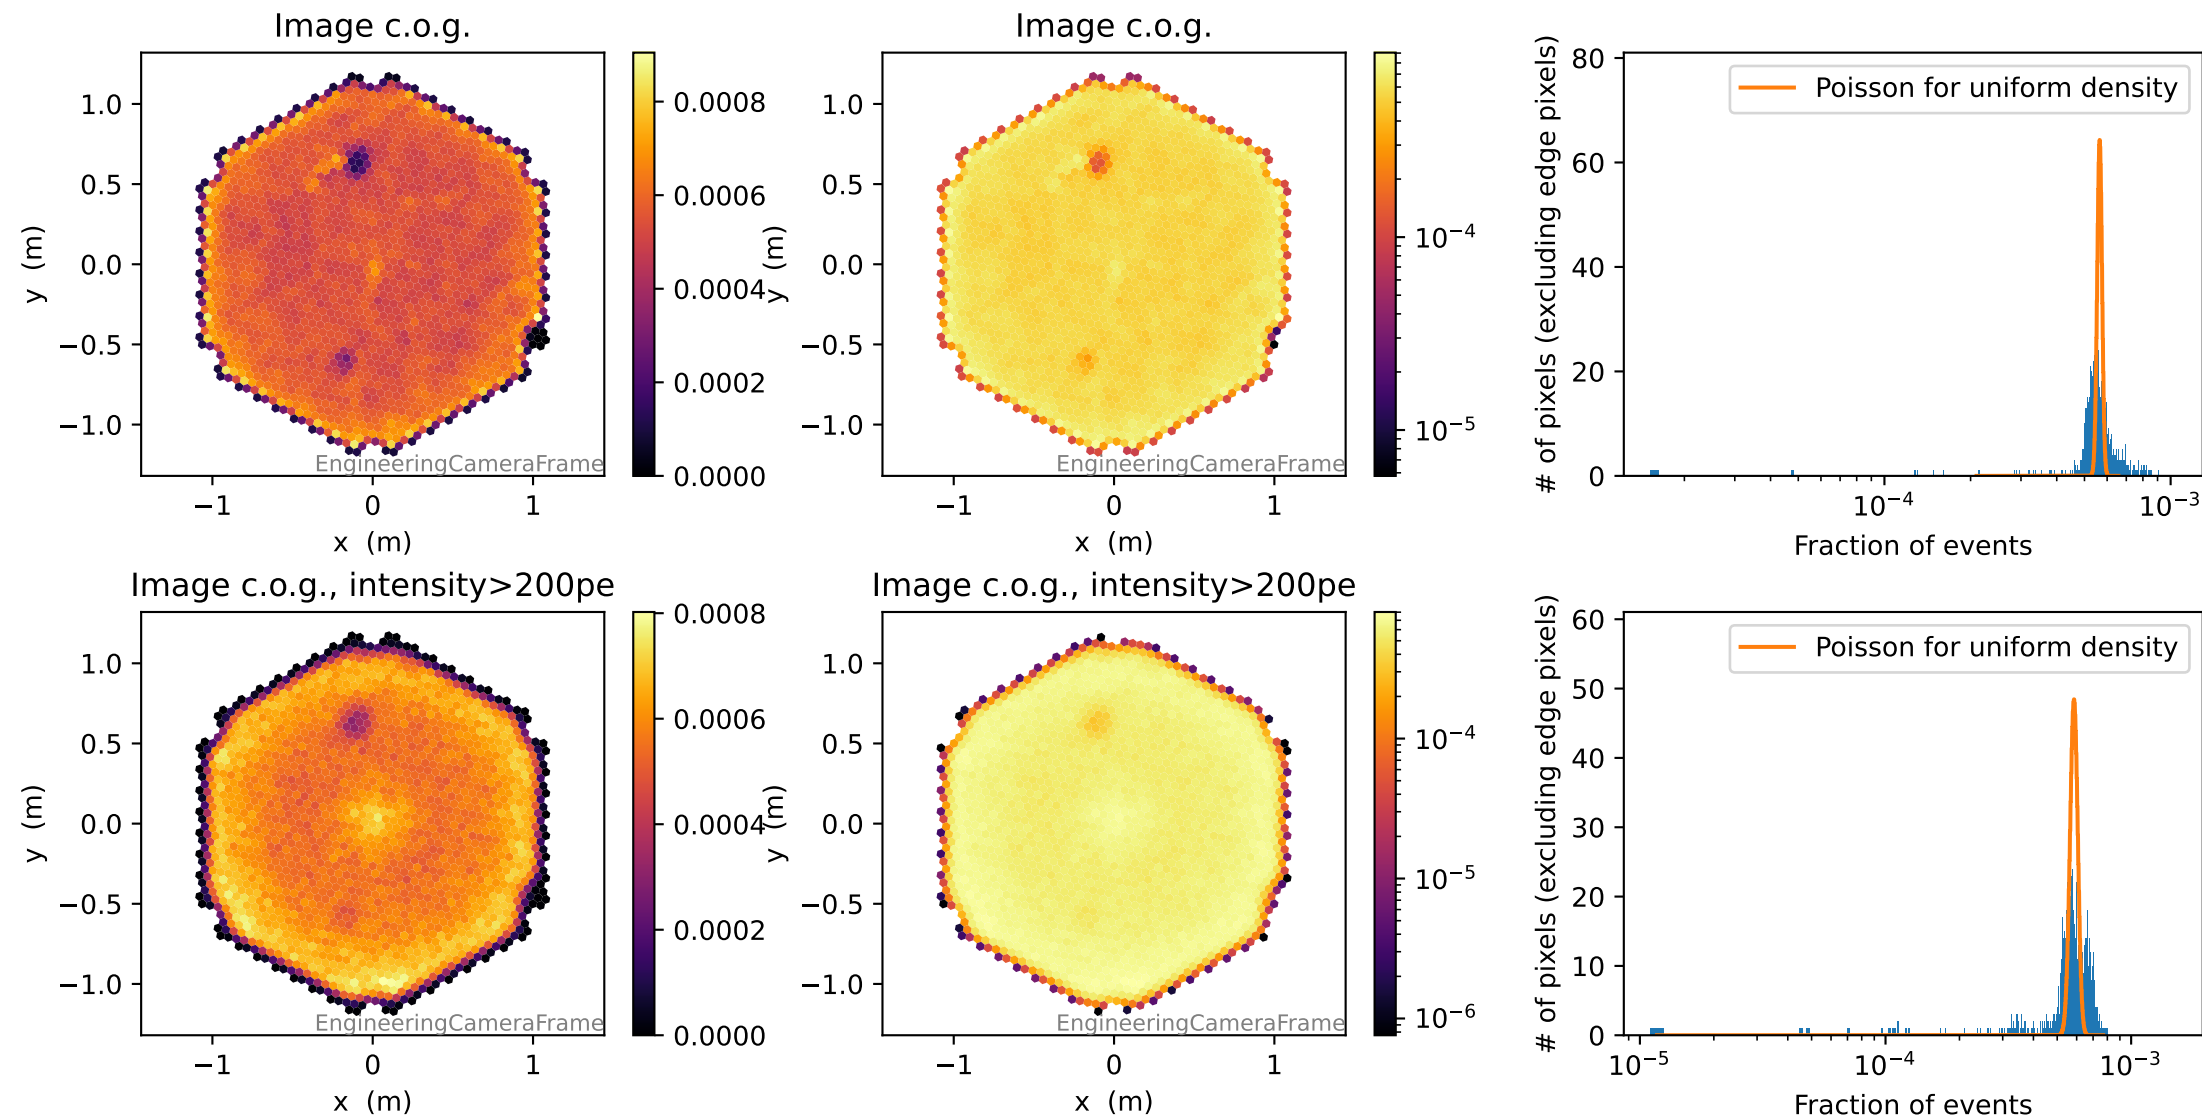 Image c.o.g.
1.0
0.5
0.0
−0.5
−1.0
y (m)
−1
0
1
x (m)
EngineeringCameraFrame
0.0008
0.0006
0.0004
0.0002
0.0000
Image c.o.g.
1.0
0.5
0.0
−0.5
−1.0
y (m)
−1
0
1
x (m)
EngineeringCameraFrame
10⁻⁴
10⁻⁵
# of pixels (excluding edge pixels)
80
60
40
20
0
Poisson for uniform density
10⁻⁴
10⁻³
Fraction of events
Image c.o.g., intensity>200pe
1.0
0.5
0.0
−0.5
−1.0
y (m)
−1
0
1
x (m)
EngineeringCameraFrame
0.0008
0.0006
0.0004
0.0002
0.0000
Image c.o.g., intensity>200pe
1.0
0.5
0.0
−0.5
−1.0
y (m)
−1
0
1
x (m)
EngineeringCameraFrame
10⁻⁴
10⁻⁵
10⁻⁶
# of pixels (excluding edge pixels)
60
50
40
30
20
10
0
Poisson for uniform density
10⁻⁵
10⁻⁴
10⁻³
Fraction of events